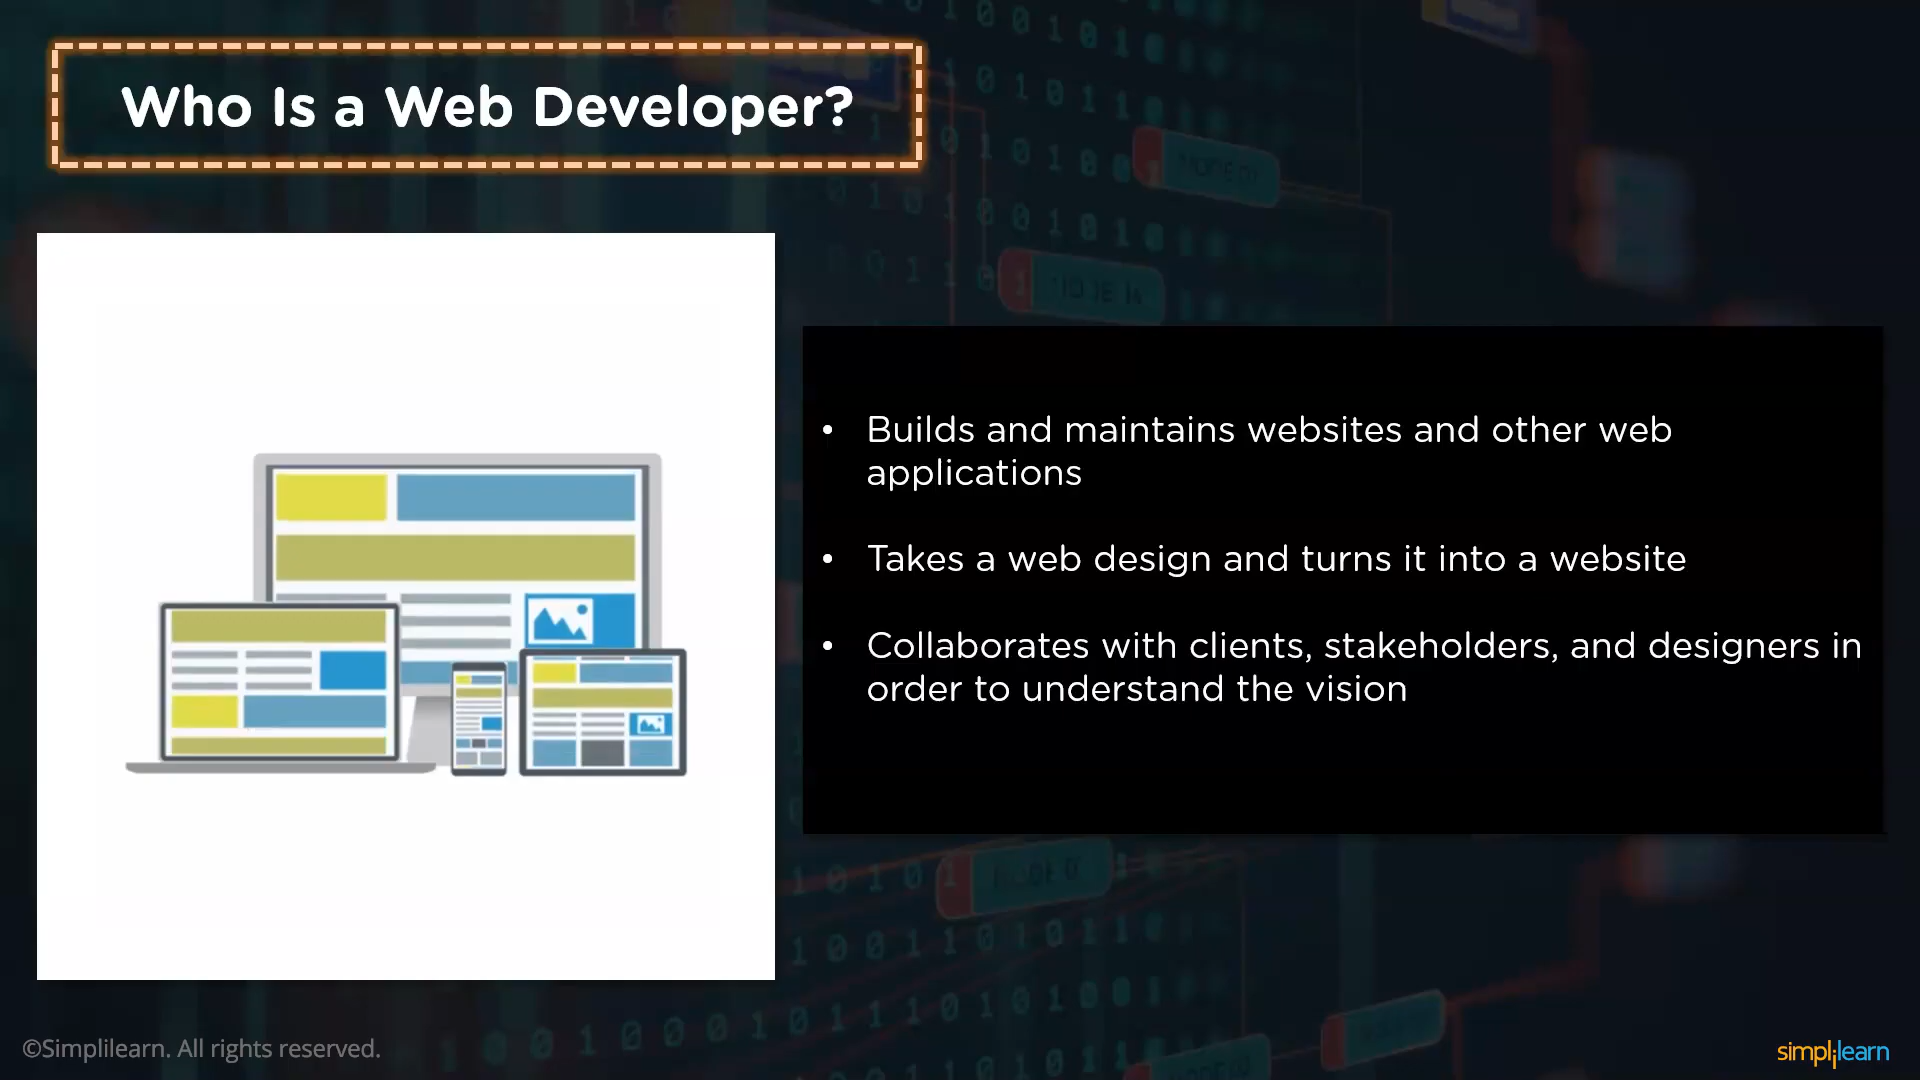 Who Is a Web Developer?
• Builds and maintains websites and other web
applications
• Takes a web design and turns it into a website
• Collaborates with clients, stakeholders, and designers in
order to understand the vision
©Simplilearn. All rights reserved.
simplilearn